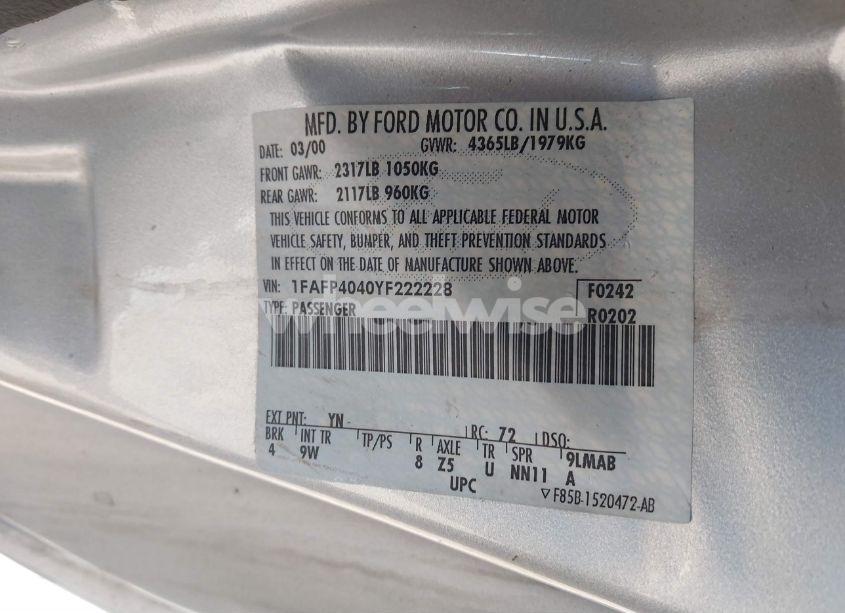 MFD. BY FORD MOTOR CO. IN U.S.A.
DATE: 03/00 GVWR: 4365LB/1979KG
FRONT GAWR: 2317LB 1050KG
REAR GAWR: 2117LB 960KG
THIS VEHICLE CONFORMS TO ALL APPLICABLE FEDERAL MOTOR
VEHICLE SAFETY, BUMPER, AND THEFT PREVENTION STANDARDS
IN EFFECT ON THE DATE OF MANUFACTURE SHOWN ABOVE.
VIN: 1FAFP4040YF222228 F0242
TYPE: PASSENGER R0202
wheelwise
EXT PNT: YN RC: 72 DSO:
BRK INT TR TP/PS R AXLE TR SPR 9LMAB
4 9W 8 Z5 U NN11 A
UPC
F85B-1520472-AB